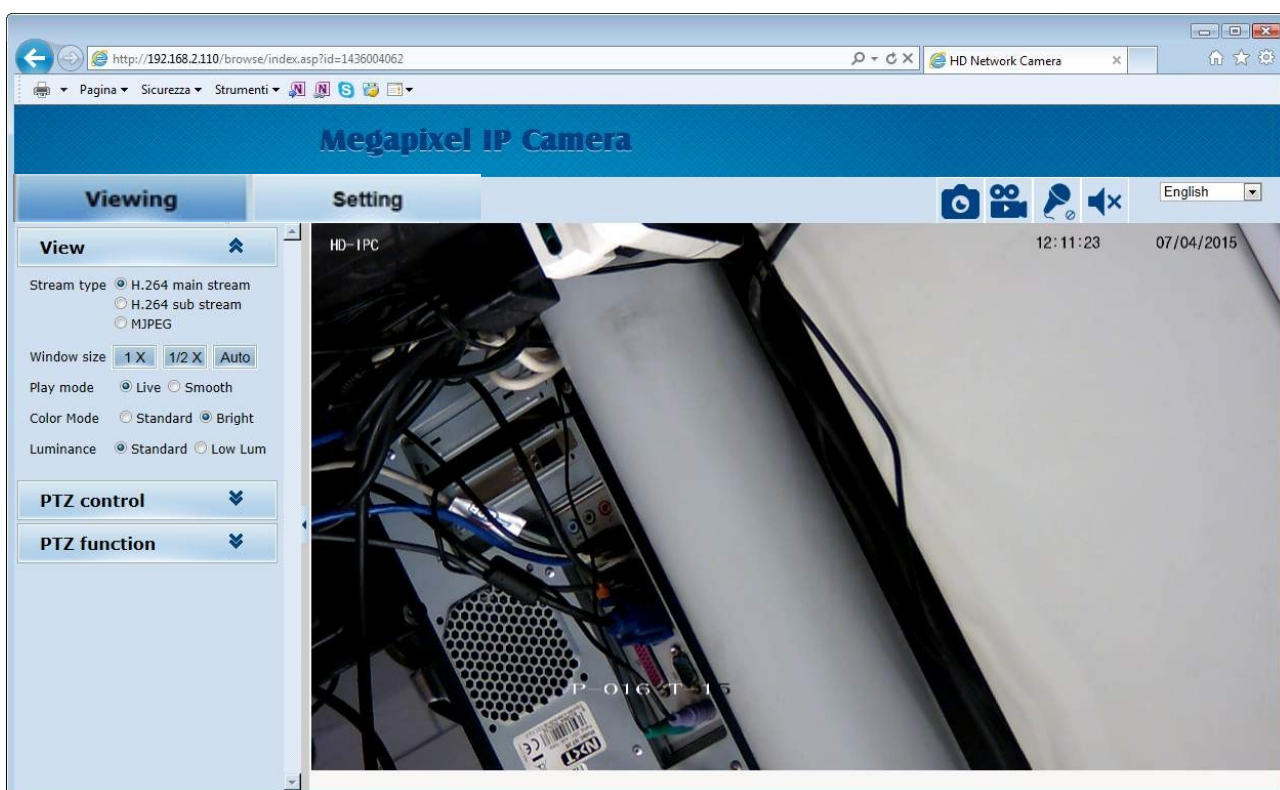 http://192.168.2.110/browse/index.asp?id=1436004062
HD Network Camera
Pagina Sicurezza Strumenti
Megapixel IP Camera
Viewing Setting
English
View
HD-IPC 12:11:23 07/04/2015
Stream type H.264 main stream
H.264 sub stream
MJPEG
Window size 1 X 1/2 X Auto
Play mode Live Smooth
Color Mode Standard Bright
Luminance Standard Low Lum
PTZ control
PTZ function
P-016 T-15
NXT